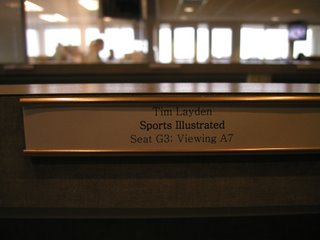 Tim Layden
Sports Illustrated
Seat G3: Viewing A7